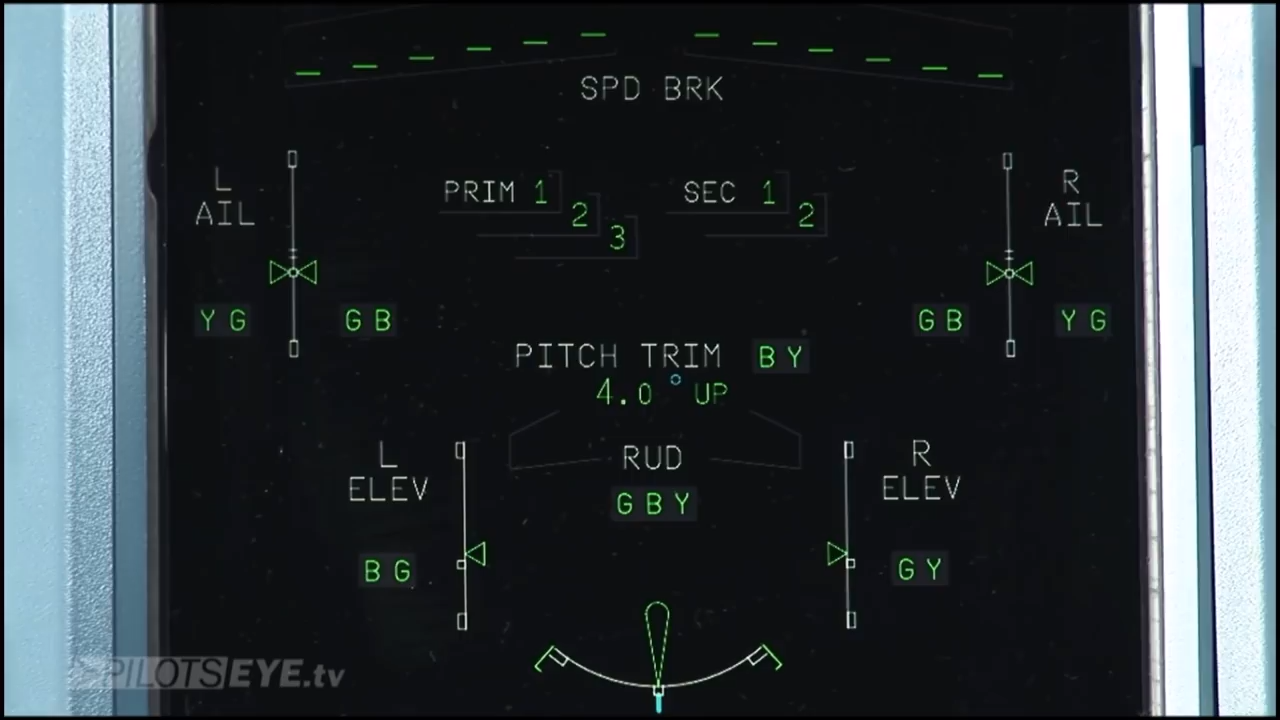 SPD BRK
L
AIL
PRIM 1
2
3
SEC 1
2
R
AIL
Y G
G B
G B
Y G
PITCH TRIM B Y
4.0 ° UP
L
ELEV
RUD
R
ELEV
G B Y
B G
G Y
PILOTSEYE.tv